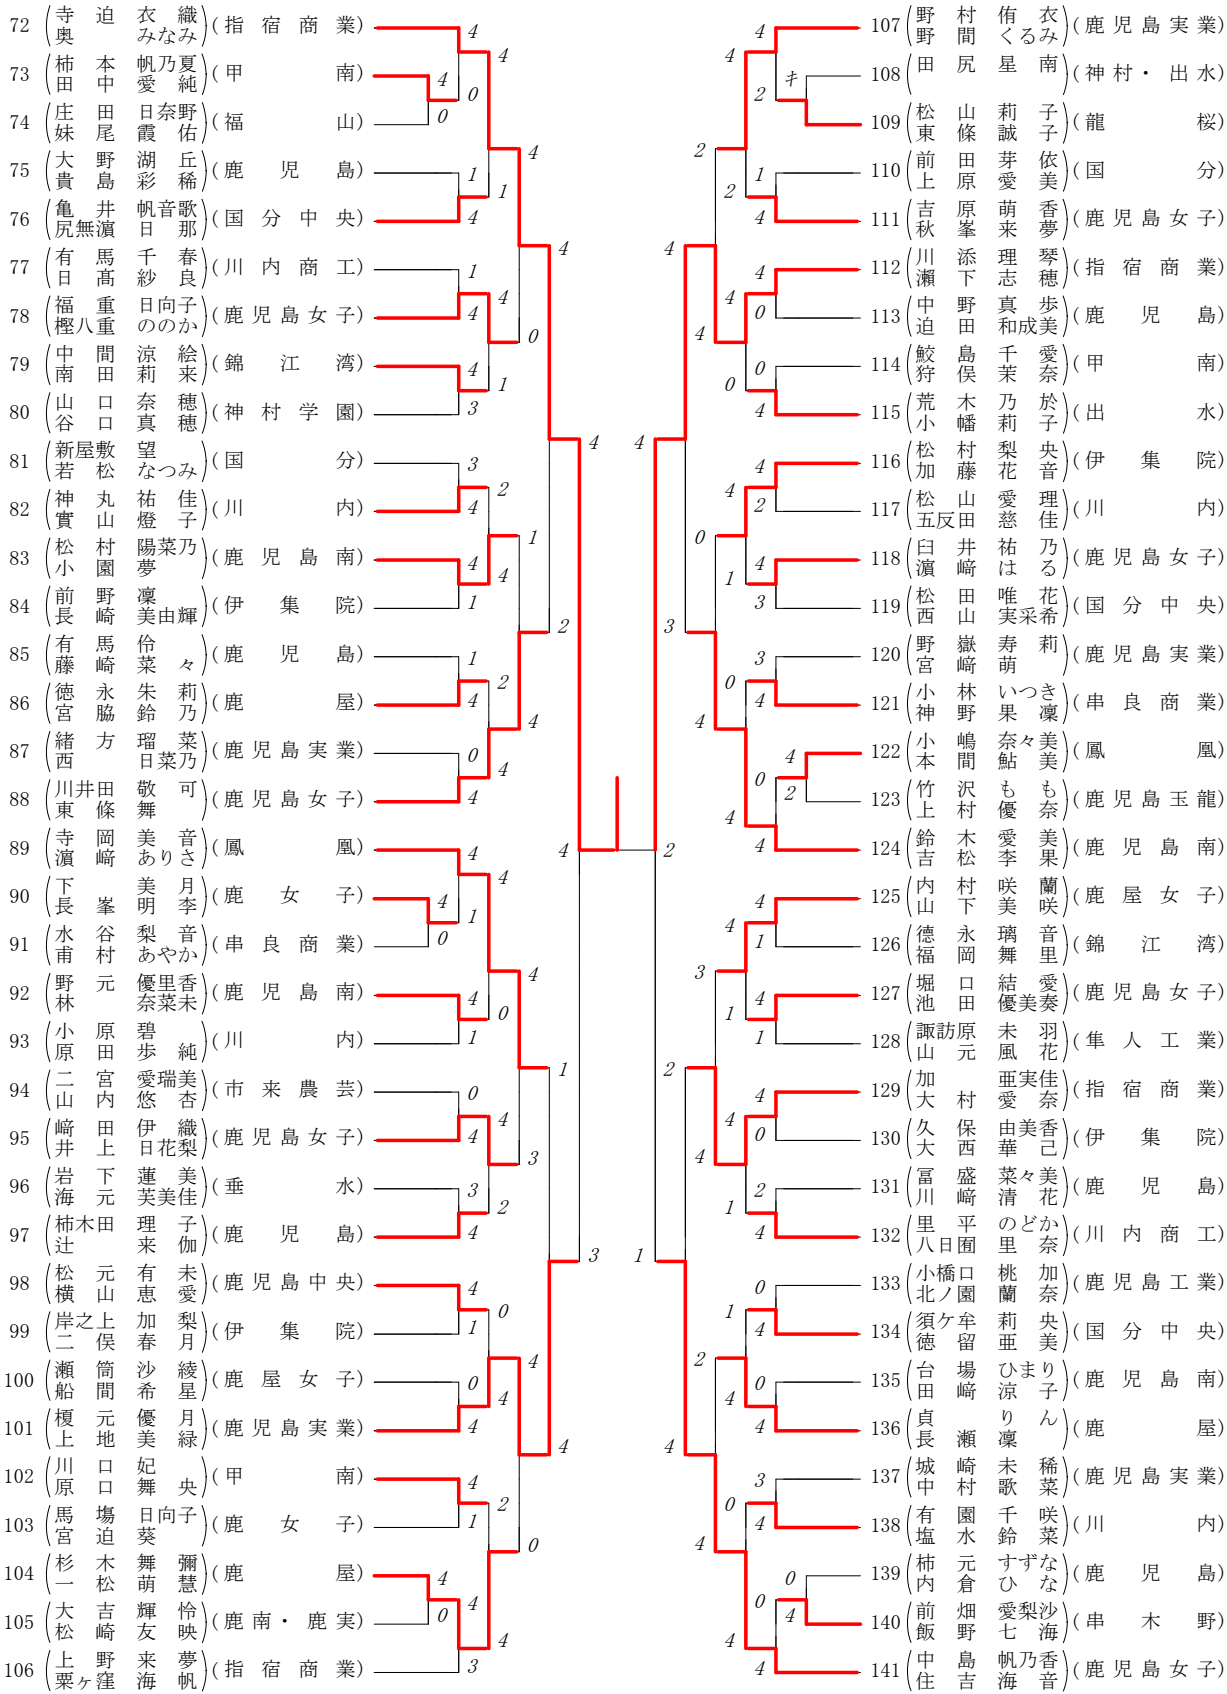 72 (寺迫 衣織 奥 みなみ) (指宿商業)
73 (柿本 帆乃夏 田中 愛純) (甲南)
74 (庄田 日奈野 妹尾 霞佑) (福山)
75 (大野 湖丘 貴島 彩稀) (鹿児島)
76 (亀井 帆音歌 尻無濵 日那) (国分中央)
77 (有馬 千春 日髙 紗良) (川内商工)
78 (福重 日向子 樫八重 ののか) (鹿児島女子)
79 (中間 涼絵 南田 莉来) (錦江湾)
80 (山口 奈穂 谷口 真穂) (神村学園)
81 (新屋敷 望 若松 なつみ) (国分)
82 (神丸 祐佳 實山 燈子) (川内)
83 (松村 陽菜乃 小園 夢) (鹿児島南)
84 (前野 凜 長崎 美由輝) (伊集院)
85 (有馬 伶 藤崎 菜々) (鹿児島)
86 (徳永 朱莉 宮脇 鈴乃) (鹿屋)
87 (緒方 瑠菜 西 日菜乃) (鹿児島実業)
88 (川井田 敬可 東條 舞) (鹿児島女子)
89 (寺岡 美音 濵﨑 ありさ) (鳳凰)
90 (下 美月 長峯 明李) (鹿女子)
91 (水谷 梨音 甫村 あやか) (串良商業)
92 (野元 優里香 林 奈菜未) (鹿児島南)
93 (小原 碧 原田 歩純) (川内)
94 (二宮 愛瑞美 山内 悠杏) (市来農芸)
95 (﨑田 伊織 井上 日花梨) (鹿児島女子)
96 (岩下 蓮美 海元 芙美佳) (垂水)
97 (柿木田 理子 辻 来伽) (鹿児島)
98 (松元 有未 横山 恵愛) (鹿児島中央)
99 (岸之上 加梨 二俣 春月) (伊集院)
100 (瀬筒 沙綾 船間 希星) (鹿屋女子)
101 (榎元 優月 上地 美緑) (鹿児島実業)
102 (川口 妃 原口 舞央) (甲南)
103 (馬場 日向子 宮迫 葵) (鹿女子)
104 (杉木 舞彌 一松 萌慧) (鹿屋)
105 (大吉 輝怜 松崎 友映) (鹿南・鹿実)
106 (上野 来夢 粟ヶ窪 海帆) (指宿商業)
107 (野村 侑衣 野間 くるみ) (鹿児島実業)
108 (田尻 星南) (神村・出水)
109 (松山 莉子 東條 誠子) (龍桜)
110 (前田 芽依 上原 愛美) (国分)
111 (吉原 萌香 秋峯 来夢) (鹿児島女子)
112 (川添 理琴 瀬下 志穂) (指宿商業)
113 (中野 真歩 迫田 和成美) (鹿児島)
114 (鮫島 千愛 狩俣 茉奈) (甲南)
115 (荒木 乃於 小幡 莉子) (出水)
116 (松村 梨央 加藤 花音) (伊集院)
117 (松山 愛理 五反田 慈佳) (川内)
118 (臼井 祐乃 濵﨑 はる) (鹿児島女子)
119 (松田 唯花 西山 実采希) (国分中央)
120 (野嶽 寿莉 宮﨑 萌) (鹿児島実業)
121 (小林 いつき 神野 果凜) (串良商業)
122 (小嶋 奈々美 本間 鮎美) (鳳凰)
123 (竹沢 もも 上村 優奈) (鹿児島玉龍)
124 (鈴木 愛美 吉松 李果) (鹿児島南)
125 (内村 咲蘭 山下 美咲) (鹿屋女子)
126 (德永 璃音 福岡 舞里) (錦江湾)
127 (堀口 結愛 池田 優美奏) (鹿児島女子)
128 (諏訪原 未羽 山元 風花) (隼人工業)
129 (加 亜実佳 大村 愛奈) (指宿商業)
130 (久保 由美香 大西 華己) (伊集院)
131 (冨盛 菜々美 川﨑 清花) (鹿児島)
132 (里平 のどか 八日囿 里奈) (川内商工)
133 (小橋口 桃加 北ノ園 蘭奈) (鹿児島工業)
134 (須ケ牟 莉央 徳留 亜美) (国分中央)
135 (台場 ひまり 田﨑 涼子) (鹿児島南)
136 (貞 りん 長瀬 凜) (鹿屋)
137 (城崎 未稀 中村 歌菜) (鹿児島実業)
138 (有園 千咲 塩水 鈴菜) (川内)
139 (柿元 すずな 内倉 ひな) (鹿児島)
140 (前畑 愛梨沙 飯野 七海) (串木野)
141 (中島 帆乃香 住吉 海音) (鹿児島女子)